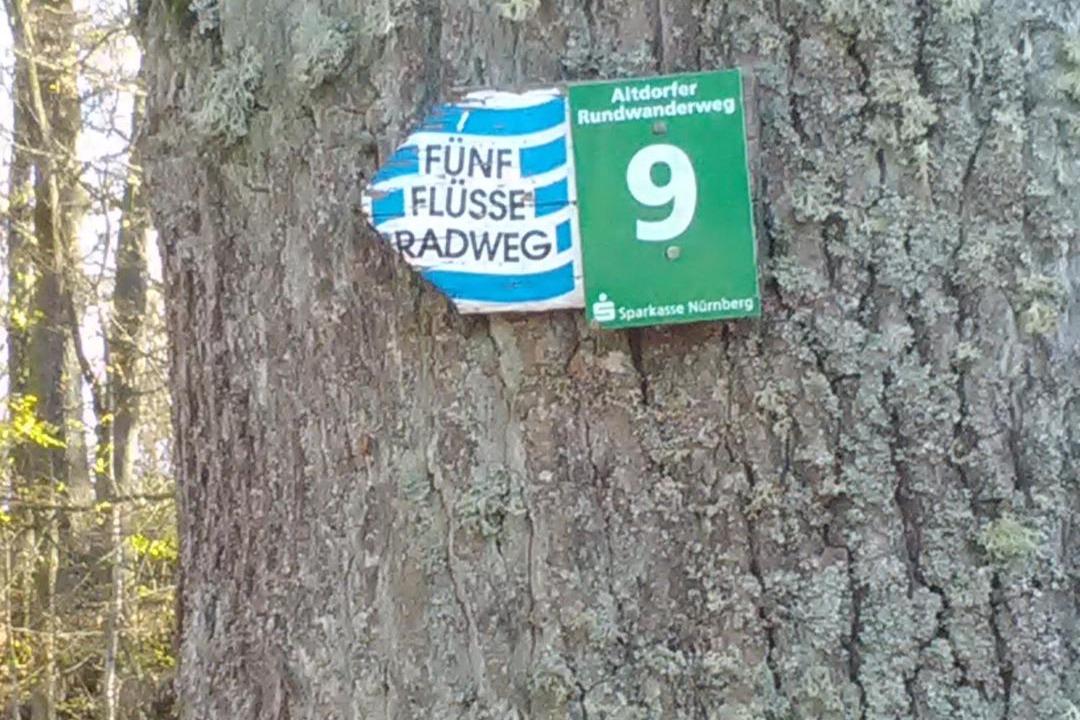 FÜNF
FLÜSSE
RADWEG
Altdorfer
Rundwanderweg
9
Sparkasse Nürnberg